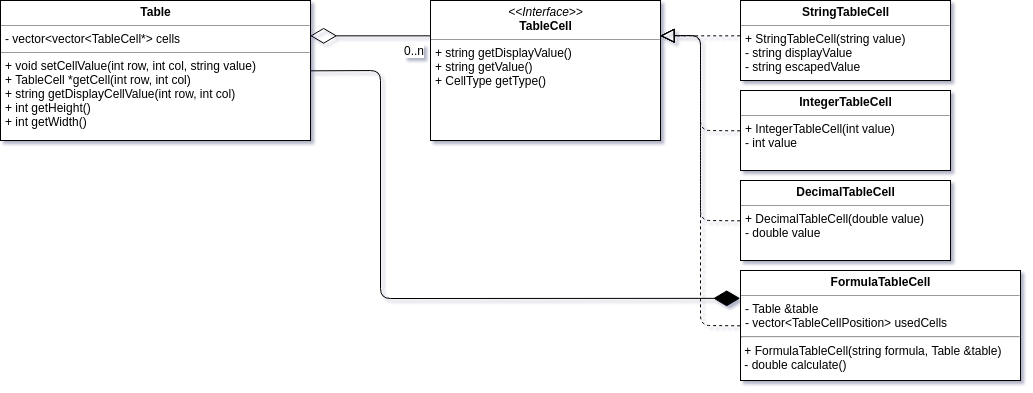 Table
- vector<vector<TableCell*> cells
+ void setCellValue(int row, int col, string value)
+ TableCell *getCell(int row, int col)
+ string getDisplayCellValue(int row, int col)
+ int getHeight()
+ int getWidth()
0..n
<<Interface>>
TableCell
+ string getDisplayValue()
+ string getValue()
+ CellType getType()
StringTableCell
+ StringTableCell(string value)
- string displayValue
- string escapedValue
IntegerTableCell
+ IntegerTableCell(int value)
- int value
DecimalTableCell
+ DecimalTableCell(double value)
- double value
FormulaTableCell
- Table &table
- vector<TableCellPosition> usedCells
+ FormulaTableCell(string formula, Table &table)
- double calculate()